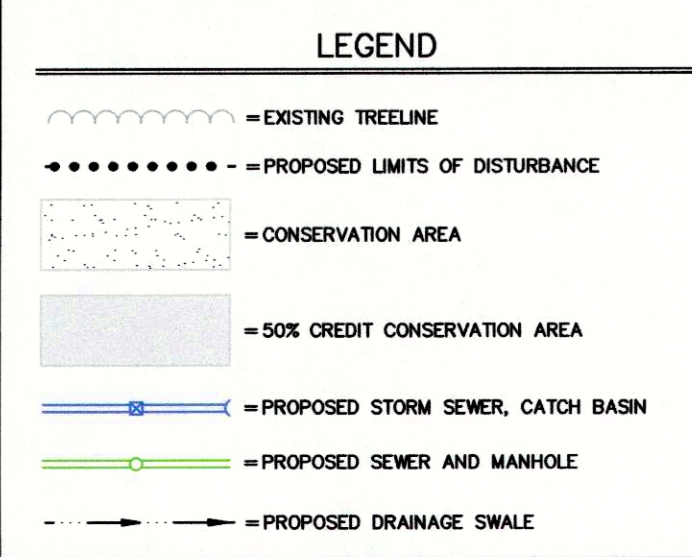 LEGEND
= EXISTING TREELINE
= PROPOSED LIMITS OF DISTURBANCE
= CONSERVATION AREA
= 50% CREDIT CONSERVATION AREA
= PROPOSED STORM SEWER, CATCH BASIN
= PROPOSED SEWER AND MANHOLE
= PROPOSED DRAINAGE SWALE